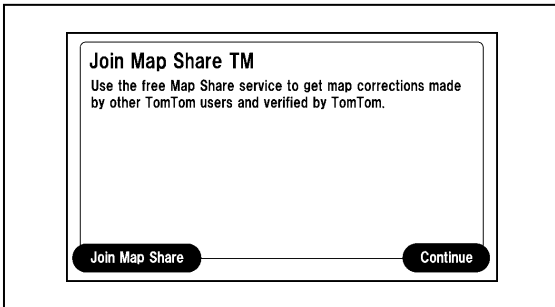 Join Map Share TM
Use the free Map Share service to get map corrections made
by other TomTom users and verified by TomTom.
Join Map Share
Continue